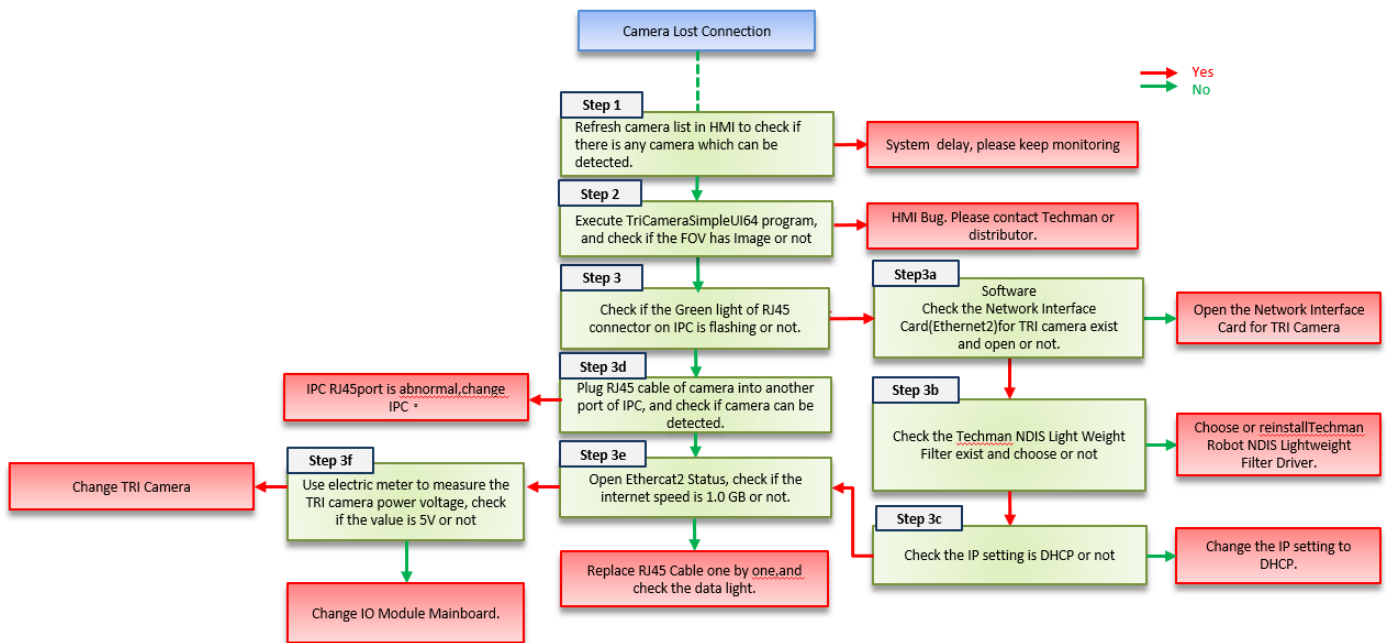 Camera Lost Connection
Yes
No
Step 1
Refresh camera list in HMI to check if
there is any camera which can be
detected.
System delay, please keep monitoring
Step 2
Execute TriCameraSimpleUI64 program,
and check if the FOV has Image or not
HMI Bug. Please contact Techman or
distributor.
Step 3
Check if the Green light of RJ45
connector on IPC is flashing or not.
Step3a
Software
Check the Network Interface
Card(Ethernet2)for TRI camera exist
and open or not.
Open the Network Interface
Card for TRI Camera
Step 3d
Plug RJ45 cable of camera into another
port of IPC, and check if camera can be
detected.
IPC RJ45port is abnormal,change
IPC。
Step 3b
Check the Techman NDIS Light Weight
Filter exist and choose or not
Choose or reinstallTechman
Robot NDIS Lightweight
Filter Driver.
Step 3e
Open Ethercat2 Status, check if the
internet speed is 1.0 GB or not.
Step 3f
Use electric meter to measure the
TRI camera power voltage, check
if the value is 5V or not
Change TRI Camera
Step 3c
Check the IP setting is DHCP or not
Change the IP setting to
DHCP.
Replace RJ45 Cable one by one,and
check the data light.
Change IO Module Mainboard.